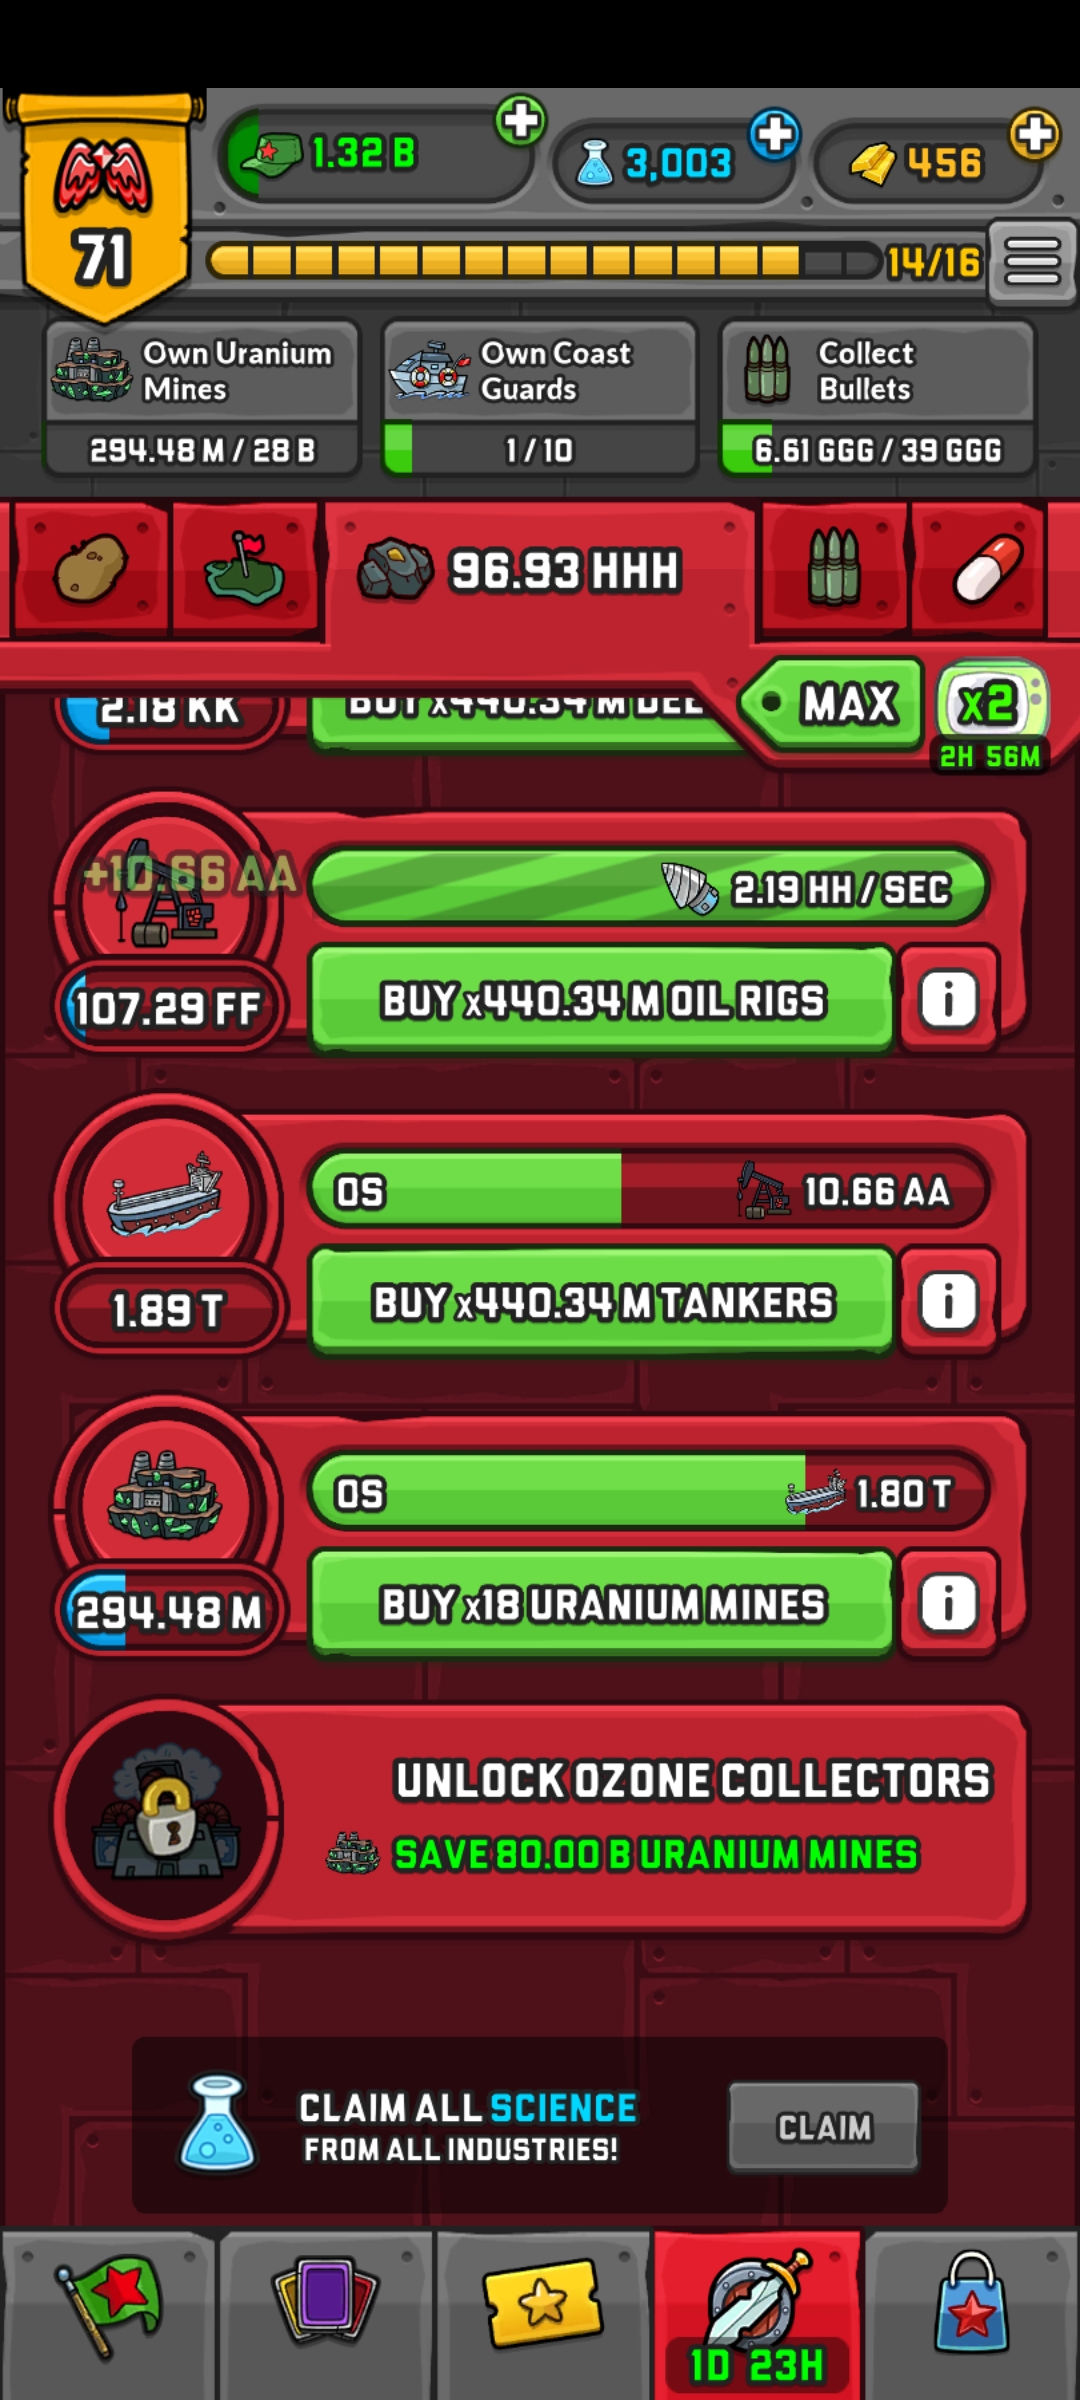 71
1.32 B
3,003
456
14/16
Own Uranium
Mines
294.48 M / 28 B
Own Coast
Guards
1 / 10
Collect
Bullets
6.61 GGG / 39 GGG
96.93 HHH
MAX
x2
2H 56M
2.18 KK
BUY x440.34 M
+10.66 AA
2.19 HH / SEC
107.29 FF
BUY x440.34 M OIL RIGS
i
0S
10.66 AA
1.89 T
BUY x440.34 M TANKERS
i
0S
1.80 T
294.48 M
BUY x18 URANIUM MINES
i
UNLOCK OZONE COLLECTORS
SAVE 80.00 B URANIUM MINES
CLAIM ALL SCIENCE
FROM ALL INDUSTRIES!
CLAIM
1D 23H